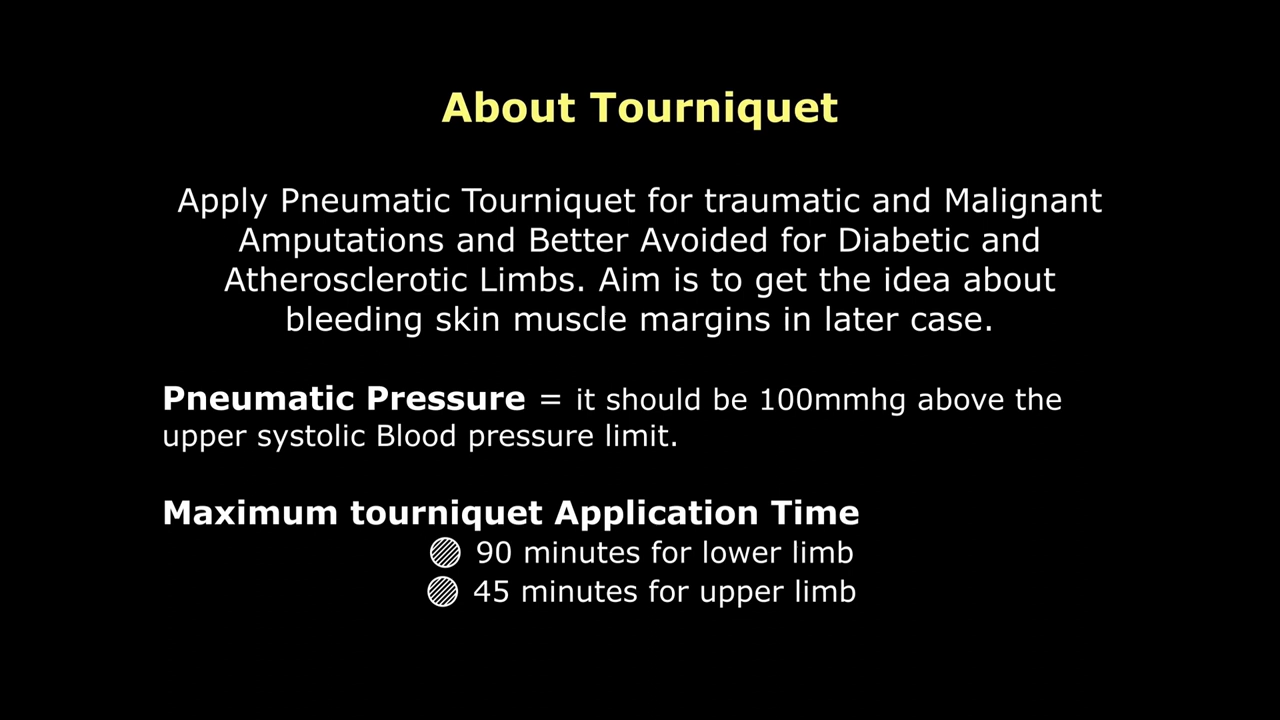 About Tourniquet
Apply Pneumatic Tourniquet for traumatic and Malignant
Amputations and Better Avoided for Diabetic and
Atherosclerotic Limbs. Aim is to get the idea about
bleeding skin muscle margins in later case.
Pneumatic Pressure = it should be 100mmhg above the
upper systolic Blood pressure limit.
Maximum tourniquet Application Time
90 minutes for lower limb
45 minutes for upper limb